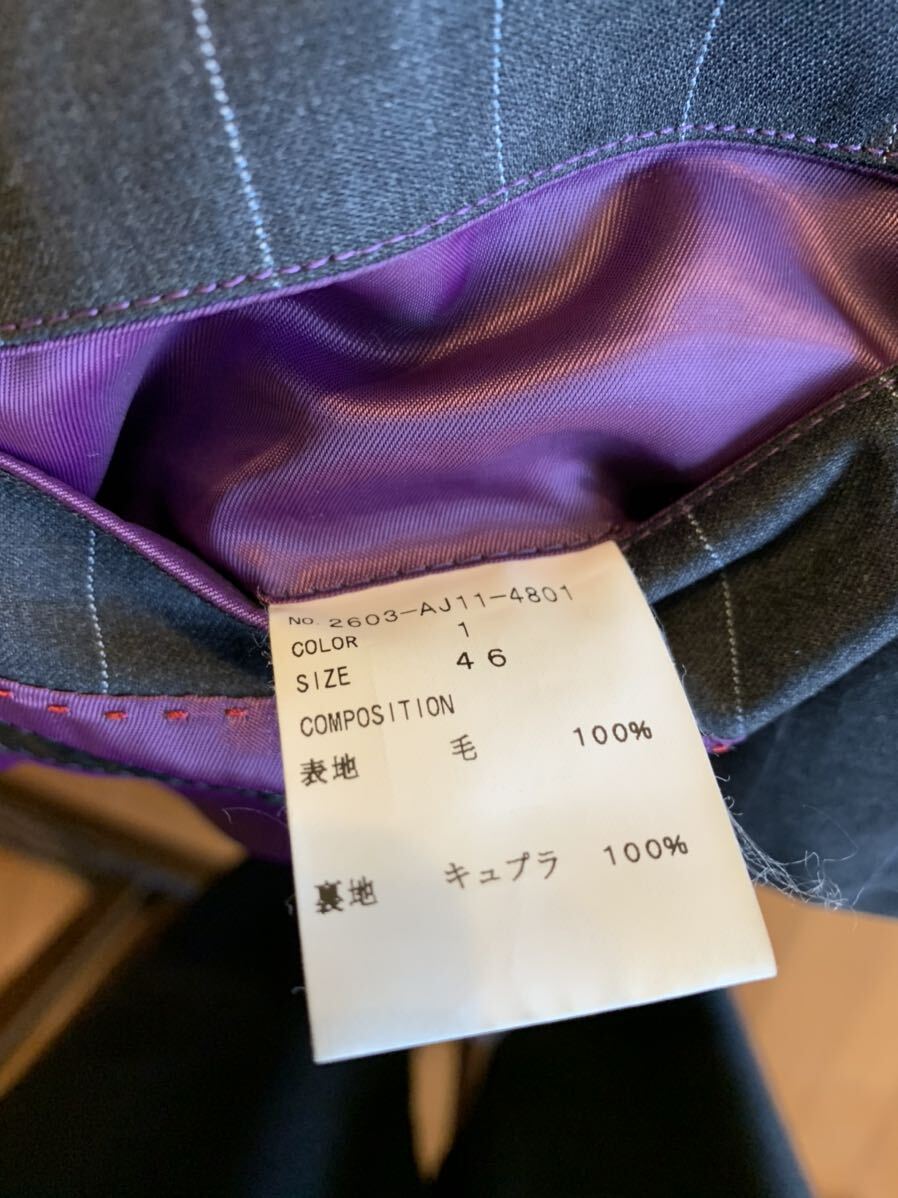 No. 2603-AJ11-4801
COLOR 1
SIZE 46
COMPOSITION
表地 毛 100%
裏地 キュプラ 100%